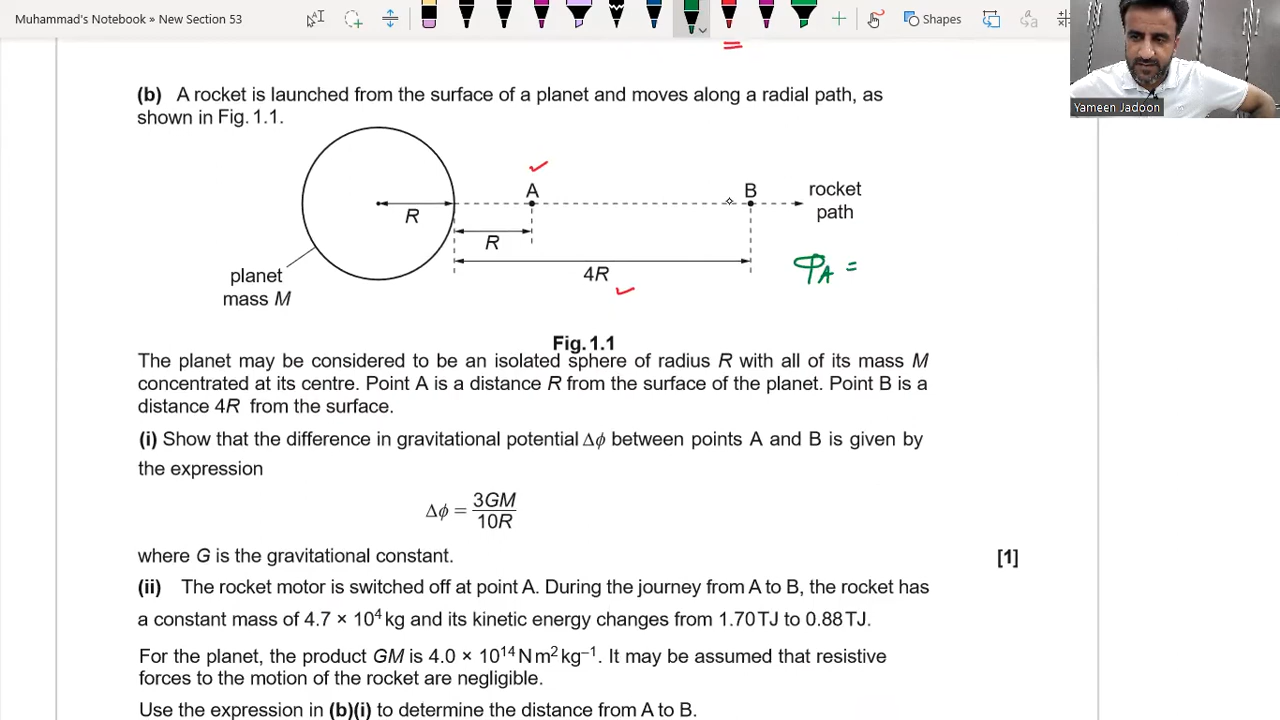 Muhammad's Notebook » New Section 53
Shapes
Yameen Jadoon
(b) A rocket is launched from the surface of a planet and moves along a radial path, as
shown in Fig. 1.1.
A
B
rocket
path
R
R
4R
planet
mass M
φA =
Fig. 1.1
The planet may be considered to be an isolated sphere of radius R with all of its mass M
concentrated at its centre. Point A is a distance R from the surface of the planet. Point B is a
distance 4R from the surface.
(i) Show that the difference in gravitational potential Δϕ between points A and B is given by
the expression
Δϕ = 3GM/10R
where G is the gravitational constant. [1]
(ii) The rocket motor is switched off at point A. During the journey from A to B, the rocket has
a constant mass of 4.7 × 10⁴ kg and its kinetic energy changes from 1.70 TJ to 0.88 TJ.
For the planet, the product GM is 4.0 × 10¹⁴ N m² kg⁻¹. It may be assumed that resistive
forces to the motion of the rocket are negligible.
Use the expression in (b)(i) to determine the distance from A to B.